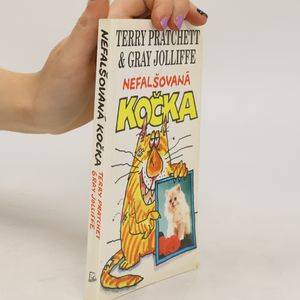 TERRY PRATCHETT
& GRAY JOLLIFFE
NEFALŠOVANÁ
KOČKA
NEFALŠOVANÁ KOČKA
TERRY PRATCHETT
GRAY JOLLIFFE